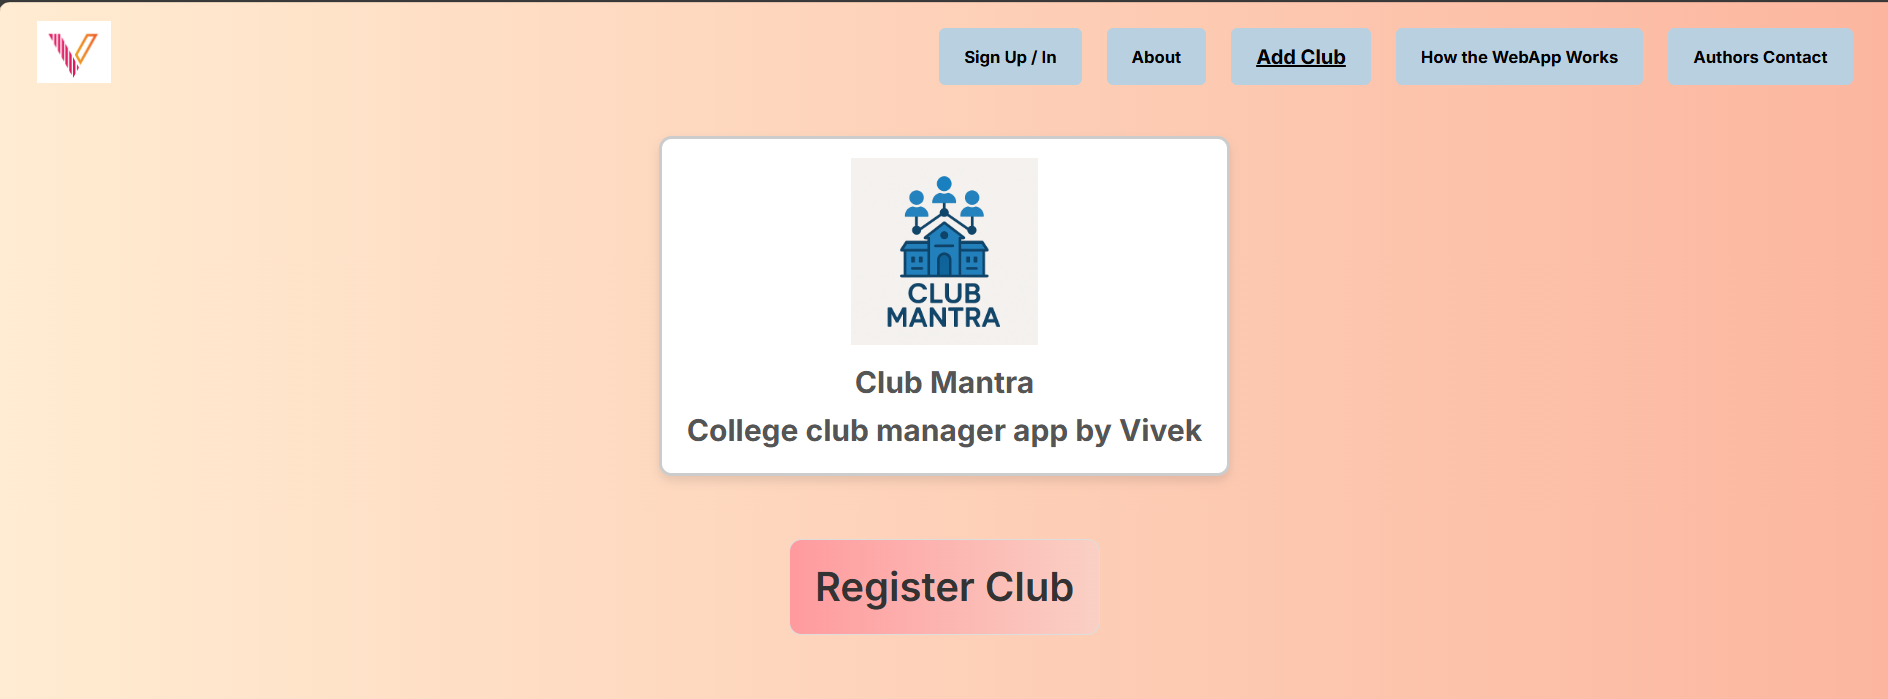 Sign Up / In
About
Add Club
How the WebApp Works
Authors Contact
CLUB
MANTRA
Club Mantra
College club manager app by Vivek
Register Club